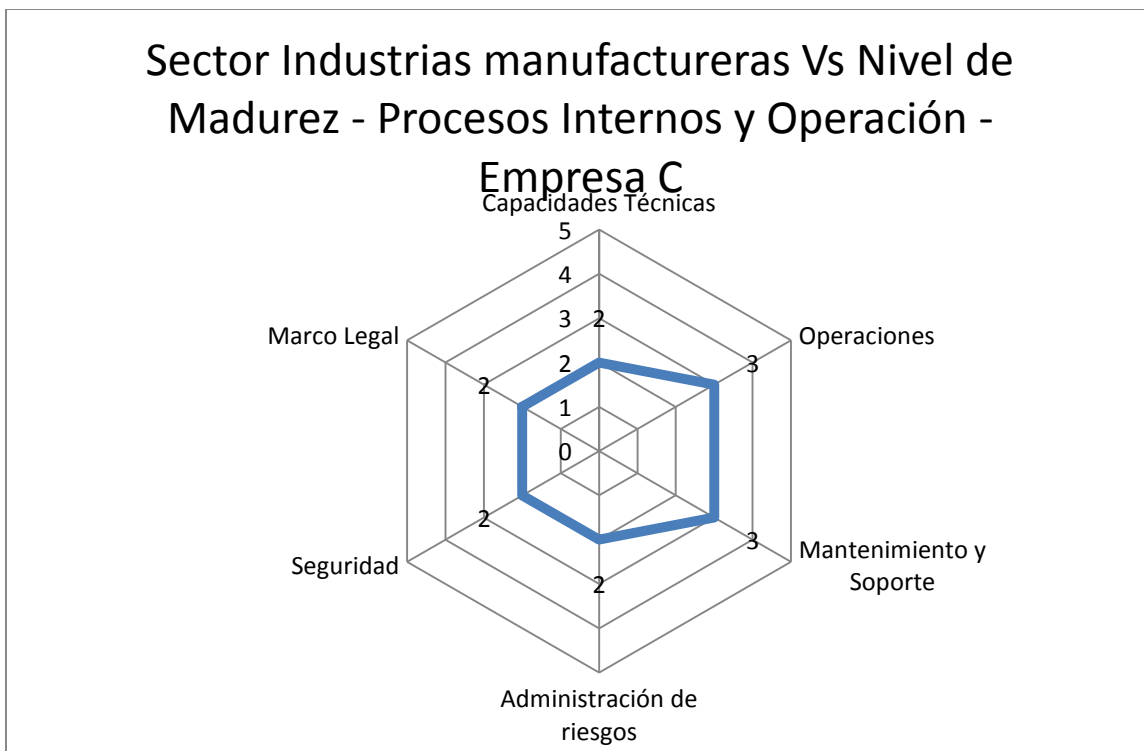 Sector Industrias manufactureras Vs Nivel de
Madurez - Procesos Internos y Operación -
Empresa C
Capacidades Técnicas
5
4
3
2
2
1
0
Operaciones
3
Mantenimiento y
Soporte
3
Administración de
riesgos
2
Seguridad
2
Marco Legal
2